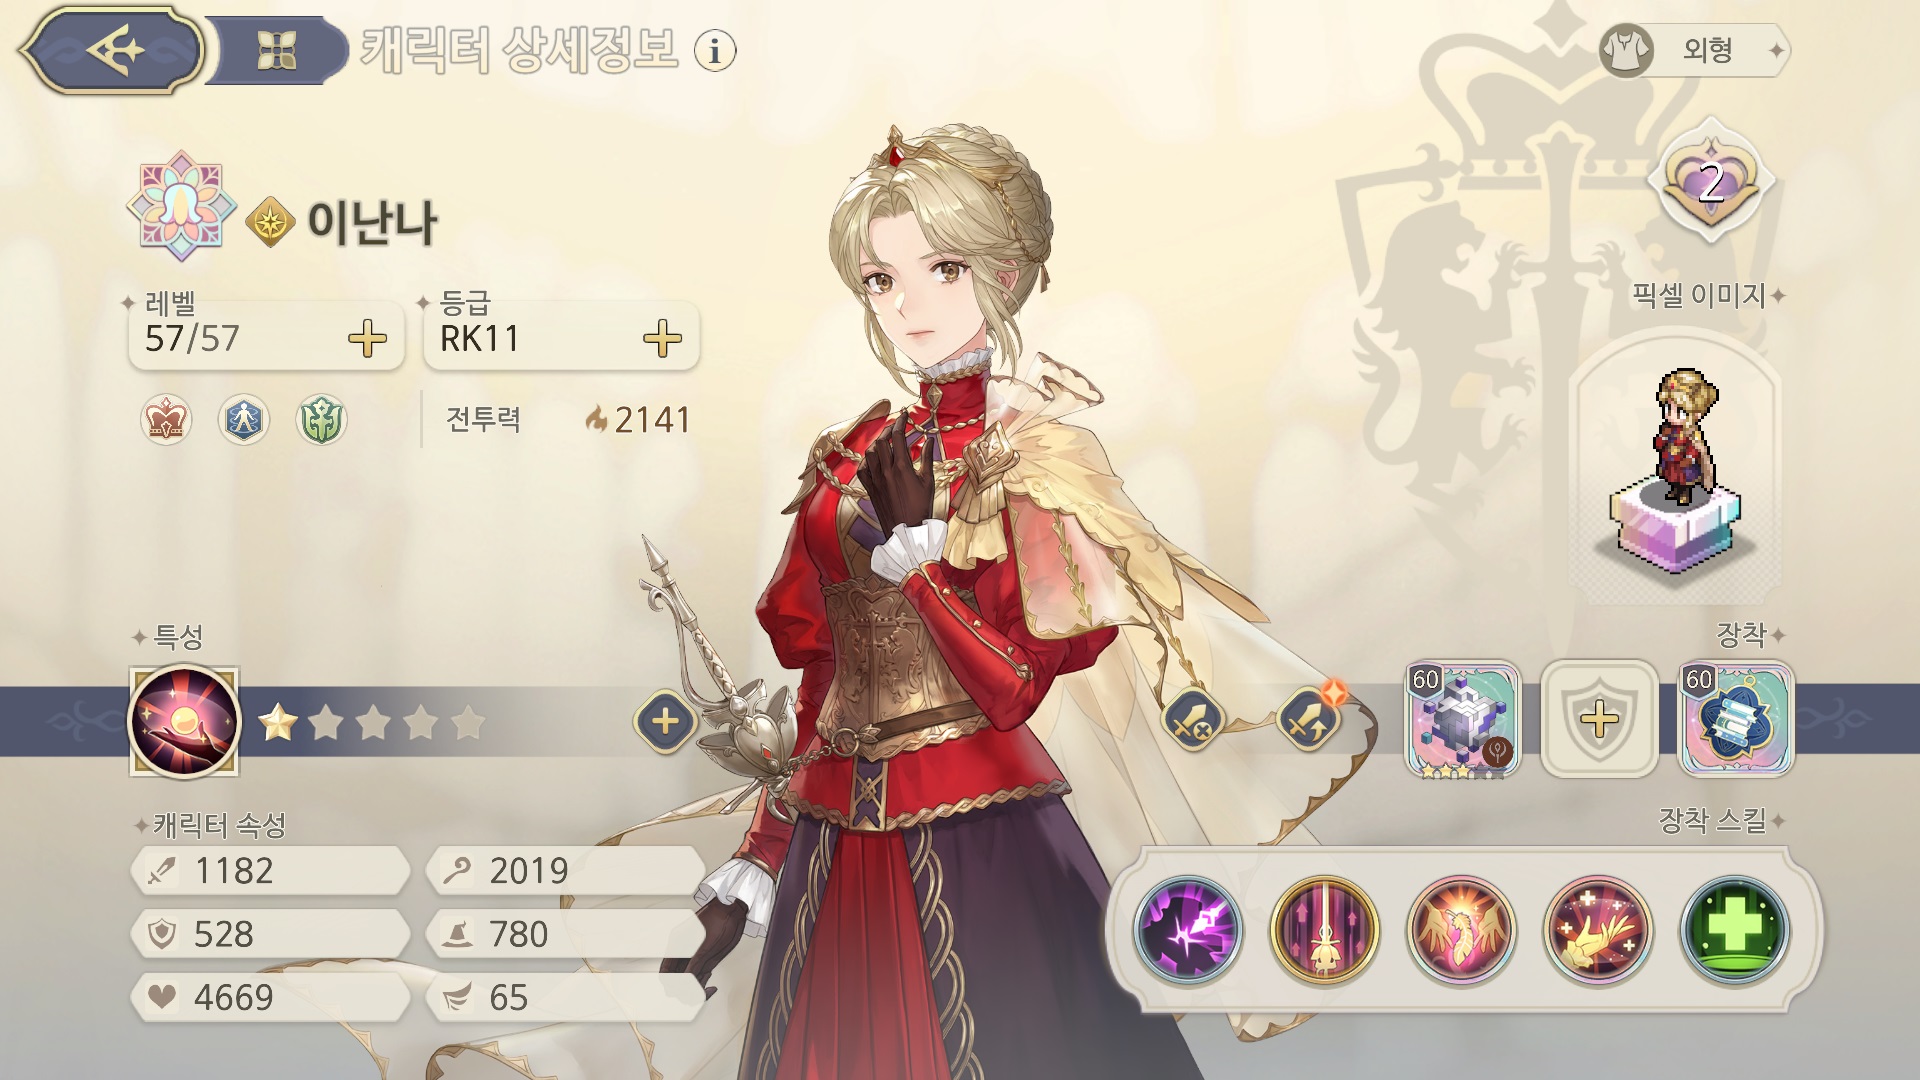 캐릭터 상세정보
외형
이난나
2
레벨
57/57
등급
RK11
픽셀 이미지
전투력 2141
특성
장착
60
60
캐릭터 속성
장착 스킬
1182
2019
528
780
4669
65